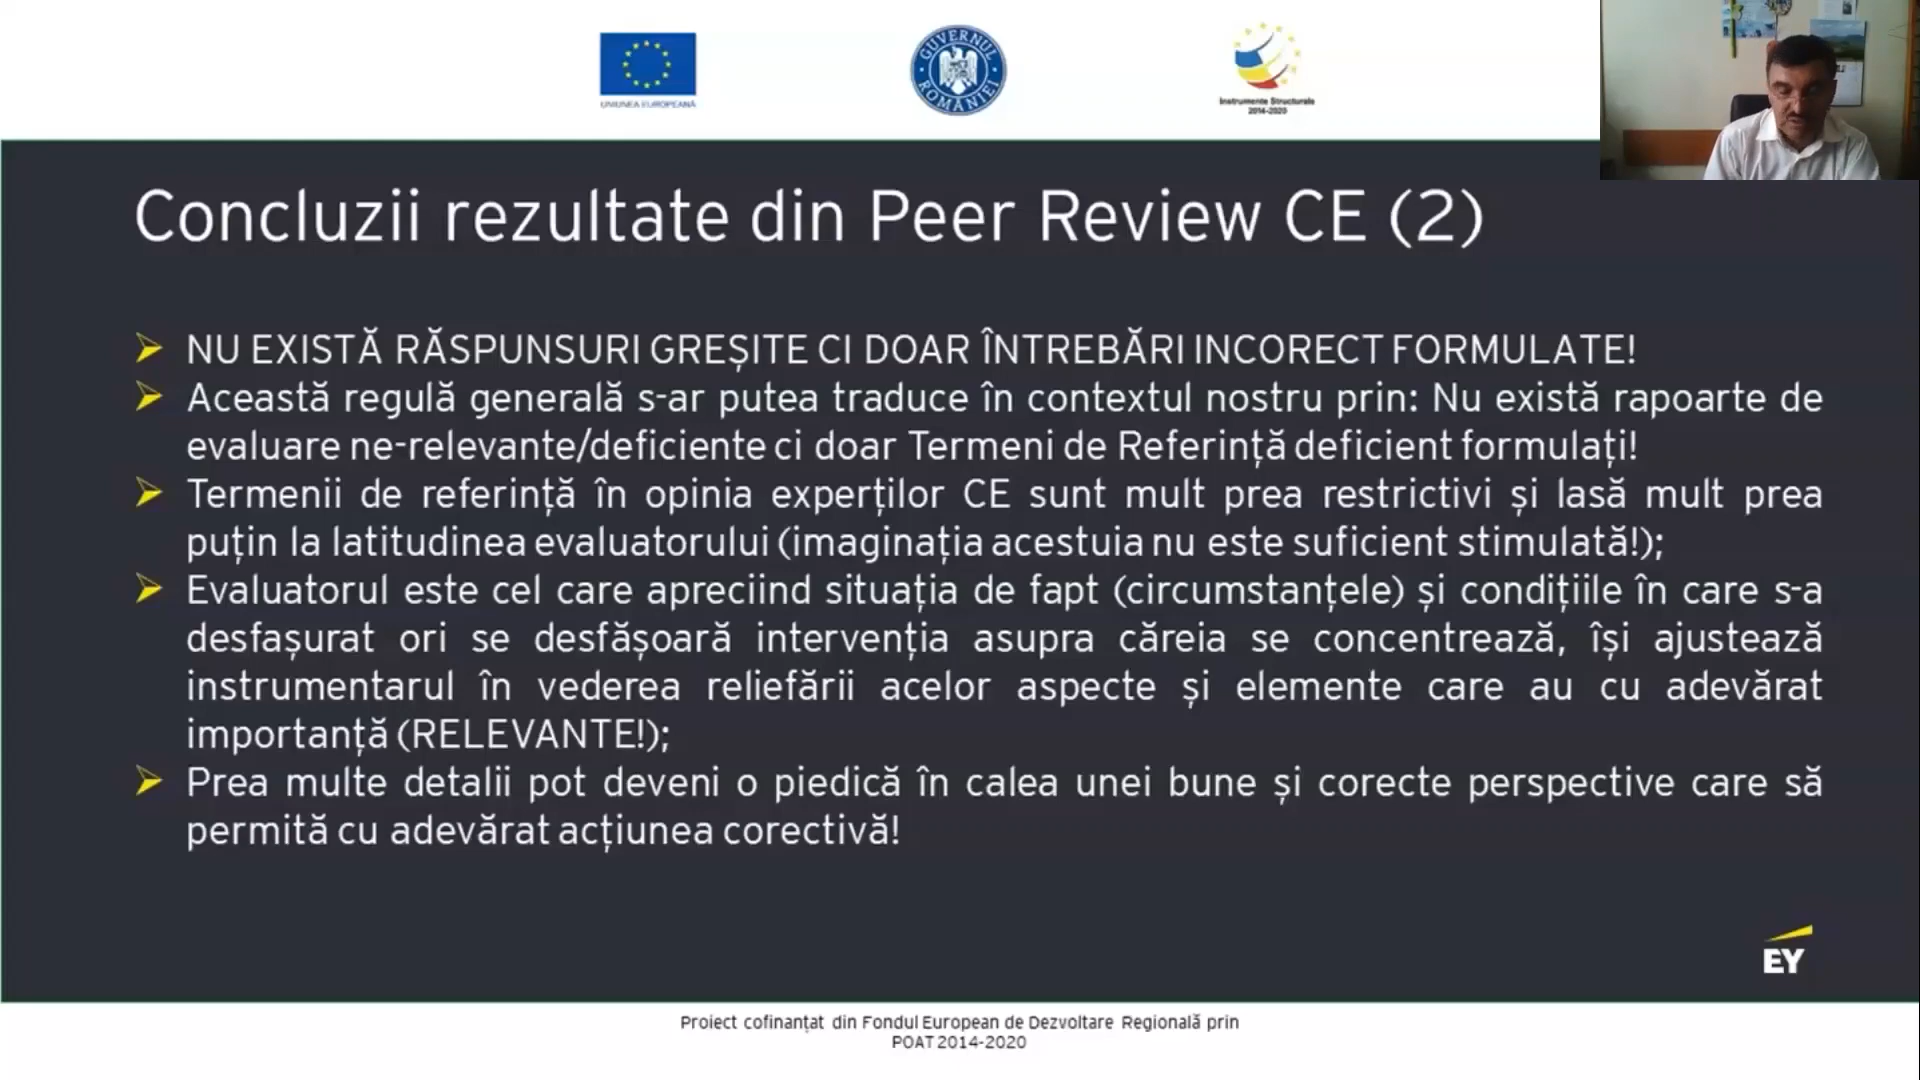 UNIUNEA EUROPEANĂ
GUVERNUL ROMÂNIEI
Instrumente Structurale
2014-2020
Concluzii rezultate din Peer Review CE (2)
NU EXISTĂ RĂSPUNSURI GREȘITE CI DOAR ÎNTREBĂRI INCORECT FORMULATE!
Această regulă generală s-ar putea traduce în contextul nostru prin: Nu există rapoarte de
evaluare ne-relevante/deficiente ci doar Termeni de Referință deficient formulați!
Termenii de referință în opinia experților CE sunt mult prea restrictivi și lasă mult prea
puțin la latitudinea evaluatorului (imaginația acestuia nu este suficient stimulată!);
Evaluatorul este cel care apreciind situația de fapt (circumstanțele) și condițiile în care s-a
desfașurat ori se desfășoară intervenția asupra căreia se concentrează, își ajustează
instrumentarul în vederea reliefării acelor aspecte și elemente care au cu adevărat
importanță (RELEVANTE!);
Prea multe detalii pot deveni o piedică în calea unei bune și corecte perspective care să
permită cu adevărat acțiunea corectivă!
EY
Proiect cofinanțat din Fondul European de Dezvoltare Regională prin
POAT 2014-2020